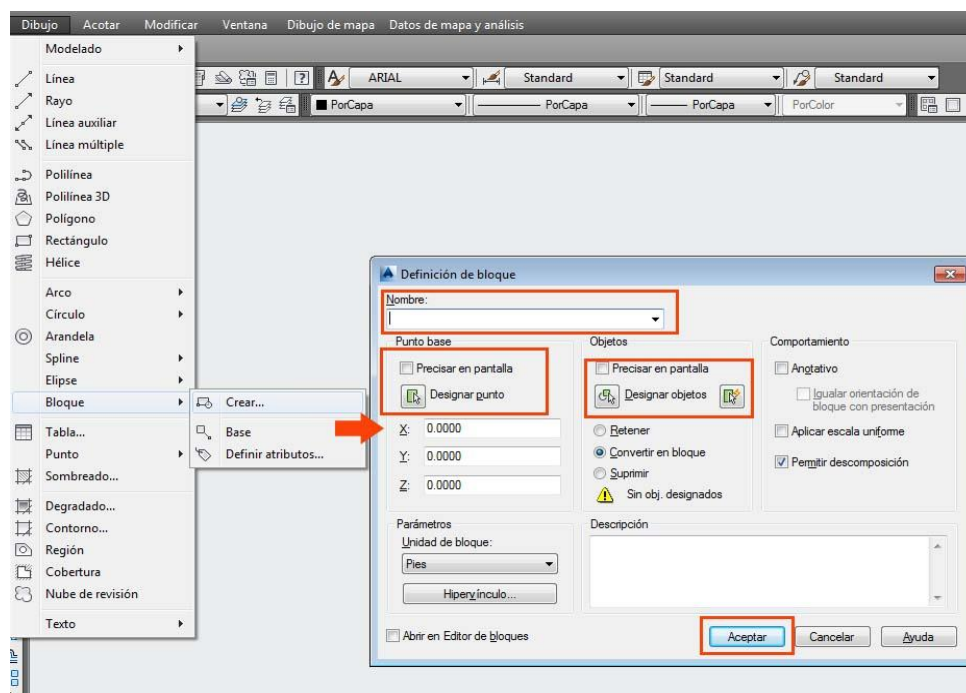 Dibujo Acotar Modificar Ventana Dibujo de mapa Datos de mapa y análisis
Modelado
Línea
Rayo
Línea auxiliar
Línea múltiple
Polilínea
Polilínea 3D
Polígono
Rectángulo
Hélice
Arco
Círculo
Arandela
Spline
Elipse
Bloque
Tabla...
Punto
Sombreado...
Degradado...
Contorno...
Región
Cobertura
Nube de revisión
Texto
Crear...
Base
Definir atributos...
ARIAL Standard Standard Standard
PorCapa PorCapa PorCapa PorColor
Definición de bloque
Nombre:
Punto base
Precisar en pantalla
Designar punto
X: 0.0000
Y: 0.0000
Z: 0.0000
Objetos
Precisar en pantalla
Designar objetos
Retener
Convertir en bloque
Suprimir
Sin obj. designados
Comportamiento
Anotativo
Igualar orientación de
bloque con presentación
Aplicar escala uniforme
Permitir descomposición
Parámetros
Unidad de bloque:
Pies
Hipervínculo...
Descripción
Abrir en Editor de bloques
Aceptar Cancelar Ayuda